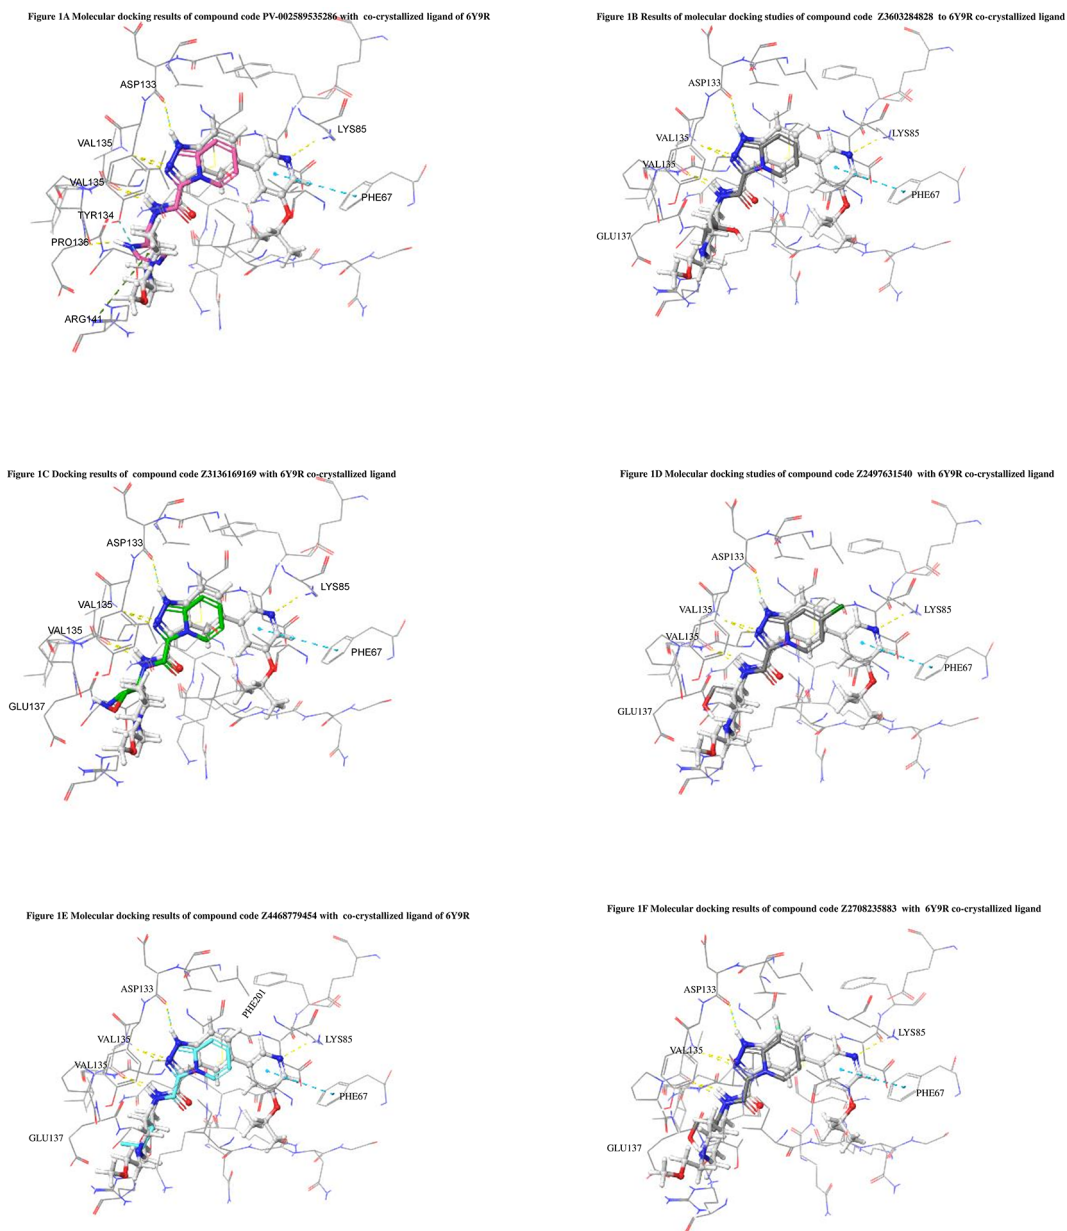 Figure 1A Molecular docking results of compound code PV-002589535286 with co-crystallized ligand of 6Y9R
ASP133
LYS85
VAL135
VAL135
PHE67
TYR134
PRO136
ARG141
Figure 1B Results of molecular docking studies of compound code Z3603284828 to 6Y9R co-crystallized ligand
ASP133
LYS85
VAL135
VAL135
PHE67
GLU137
Figure 1C Docking results of compound code Z3136169169 with 6Y9R co-crystallized ligand
ASP133
LYS85
VAL135
VAL135
PHE67
GLU137
Figure 1D Molecular docking studies of compound code Z2497631540 with 6Y9R co-crystallized ligand
ASP133
VAL135
LYS85
VAL135
PHE67
GLU137
Figure 1E Molecular docking results of compound code Z4468779454 with co-crystallized ligand of 6Y9R
ASP133
PHE201
VAL135
LYS85
VAL135
PHE67
GLU137
Figure 1F Molecular docking results of compound code Z2708235883 with 6Y9R co-crystallized ligand
ASP133
LYS85
VAL135
PHE67
GLU137